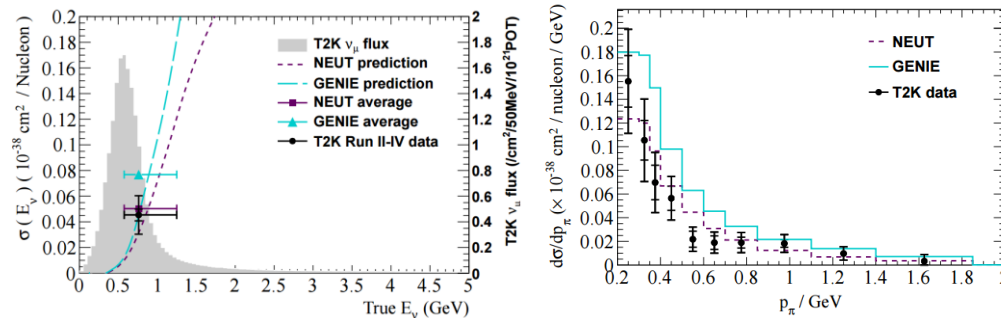 σ ( E_ν ) ( 10^-38 cm² / Nucleon )
0.2
0.18
0.16
0.14
0.12
0.1
0.08
0.06
0.04
0.02
0
T2K ν_μ flux
NEUT prediction
GENIE prediction
NEUT average
GENIE average
T2K Run II-IV data
2
1.8
1.6
1.4
1.2
1
0.8
0.6
0.4
0.2
0
T2K ν_μ flux (/cm²/50MeV/10²¹POT)
0 0.5 1 1.5 2 2.5 3 3.5 4 4.5 5
True E_ν (GeV)
dσ/dp_π (× 10^-38 cm² / nucleon / GeV)
0.2
0.18
0.16
0.14
0.12
0.1
0.08
0.06
0.04
0.02
0
NEUT
GENIE
T2K data
0.2 0.4 0.6 0.8 1 1.2 1.4 1.6 1.8
p_π / GeV